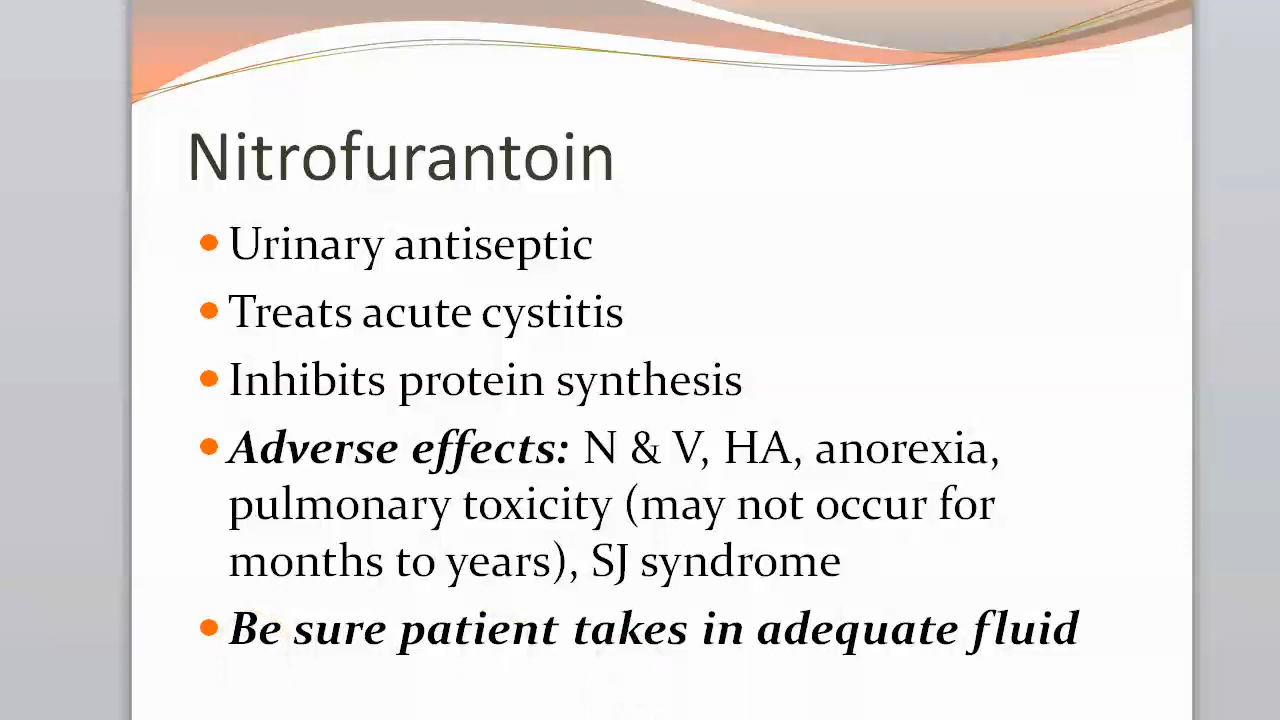 Nitrofurantoin
• Urinary antiseptic
• Treats acute cystitis
• Inhibits protein synthesis
• Adverse effects: N & V, HA, anorexia,
pulmonary toxicity (may not occur for
months to years), SJ syndrome
• Be sure patient takes in adequate fluid